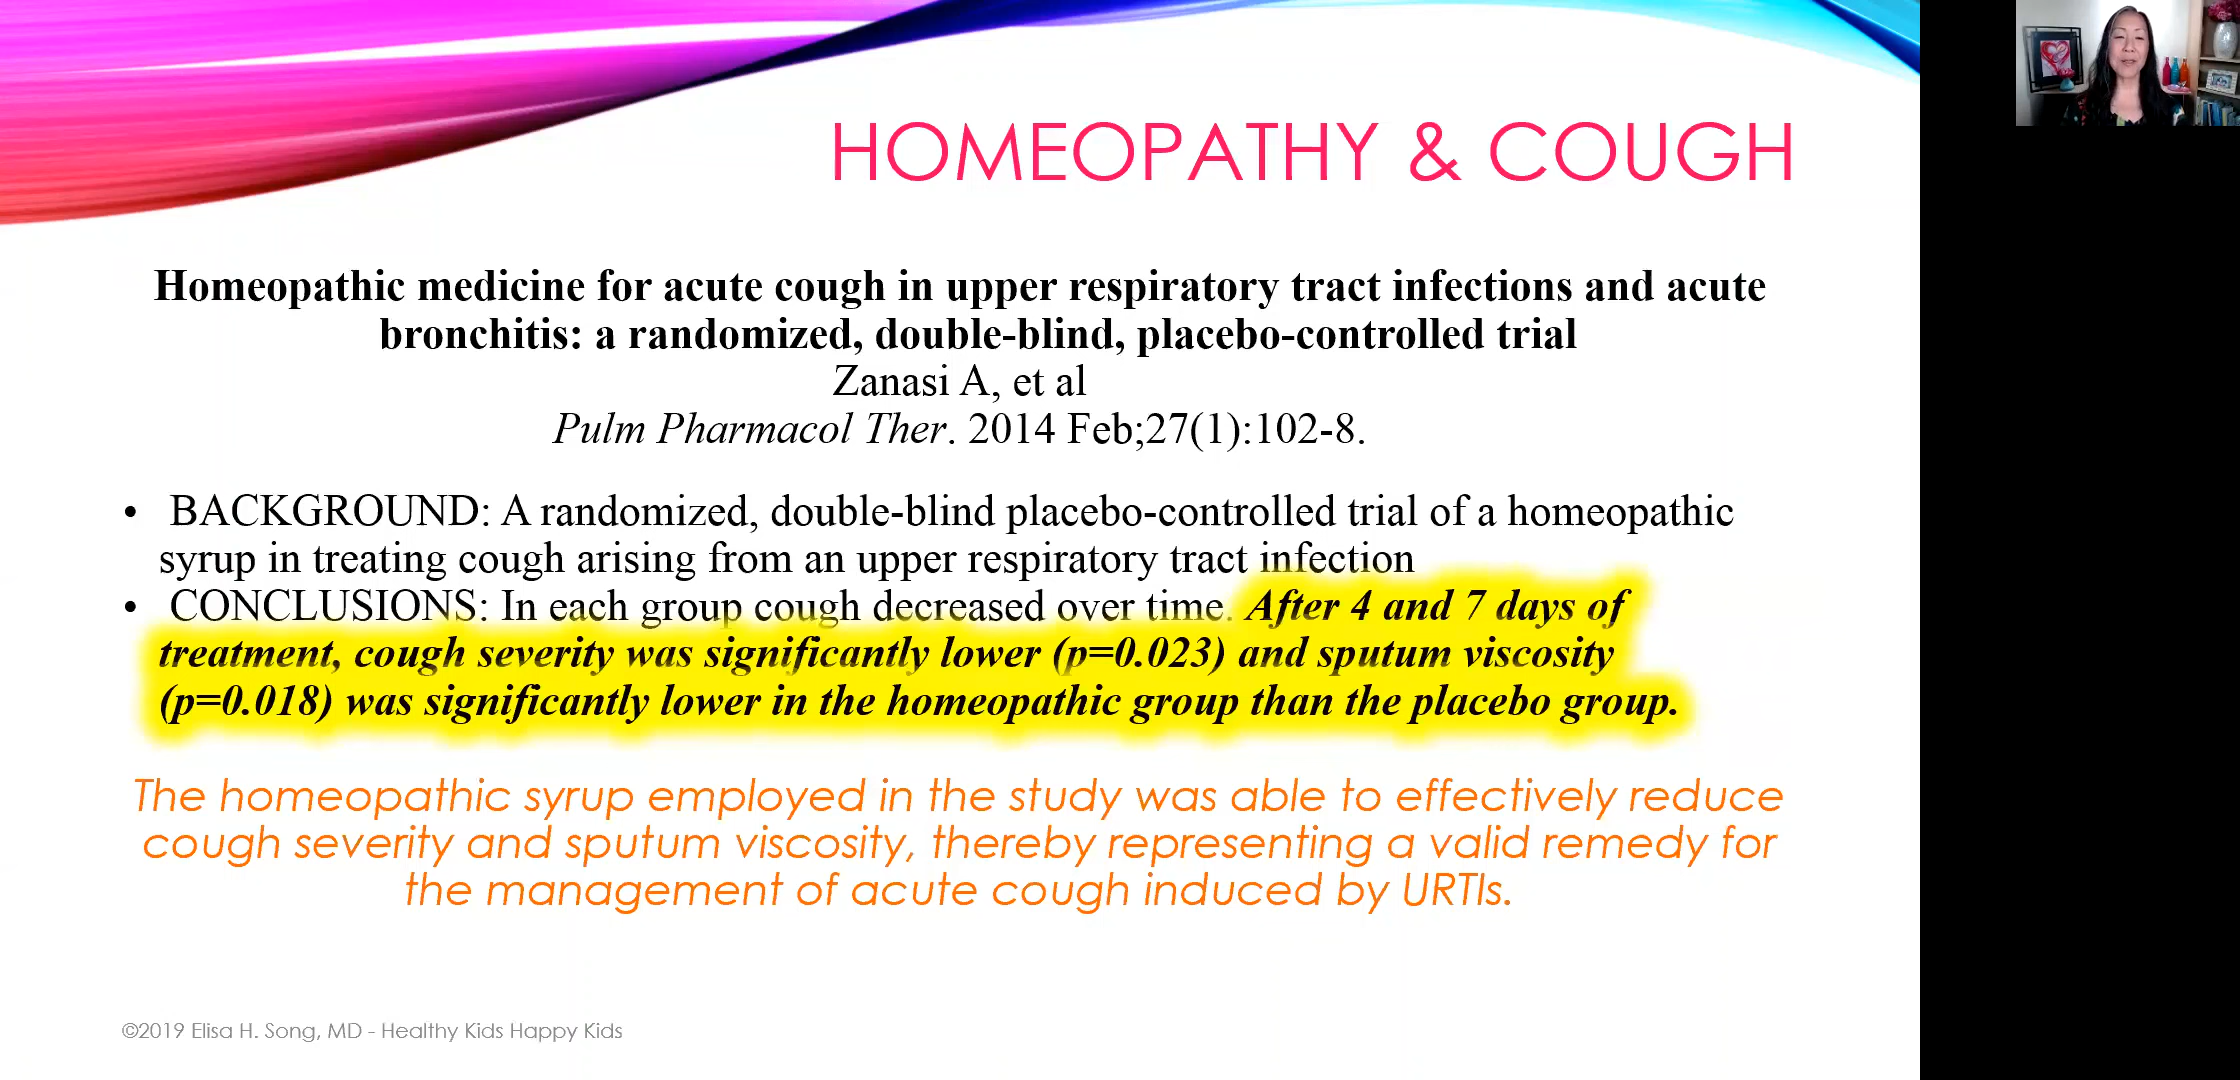 HOMEOPATHY & COUGH
Homeopathic medicine for acute cough in upper respiratory tract infections and acute
bronchitis: a randomized, double-blind, placebo-controlled trial
Zanasi A, et al
Pulm Pharmacol Ther. 2014 Feb;27(1):102-8.
• BACKGROUND: A randomized, double-blind placebo-controlled trial of a homeopathic
syrup in treating cough arising from an upper respiratory tract infection
• CONCLUSIONS: In each group cough decreased over time. After 4 and 7 days of
treatment, cough severity was significantly lower (p=0.023) and sputum viscosity
(p=0.018) was significantly lower in the homeopathic group than the placebo group.
The homeopathic syrup employed in the study was able to effectively reduce
cough severity and sputum viscosity, thereby representing a valid remedy for
the management of acute cough induced by URTIs.
©2019 Elisa H. Song, MD - Healthy Kids Happy Kids